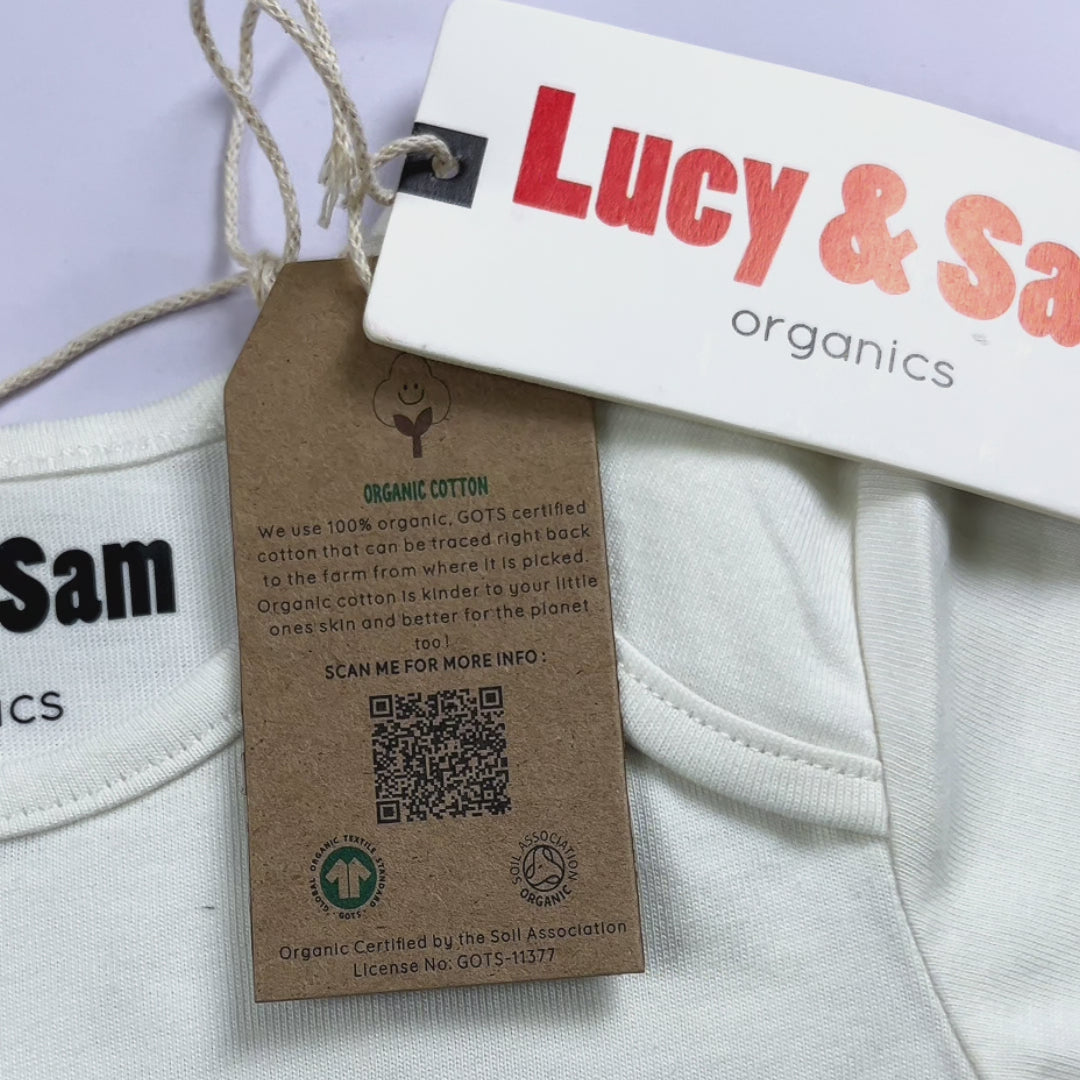 Lucy & Sa
organics
ORGANIC COTTON
We use 100% organic, GOTS certified
cotton that can be traced right back
to the farm from where it is picked.
Organic cotton is kinder to your little
ones skin and better for the planet
too!
SCAN ME FOR MORE INFO :
GLOBAL ORGANIC TEXTILE STANDARD
· GOTS ·
SOIL ASSOCIATION
ORGANIC
Organic Certified by the Soil Association
License No: GOTS-11377
Sam
ics